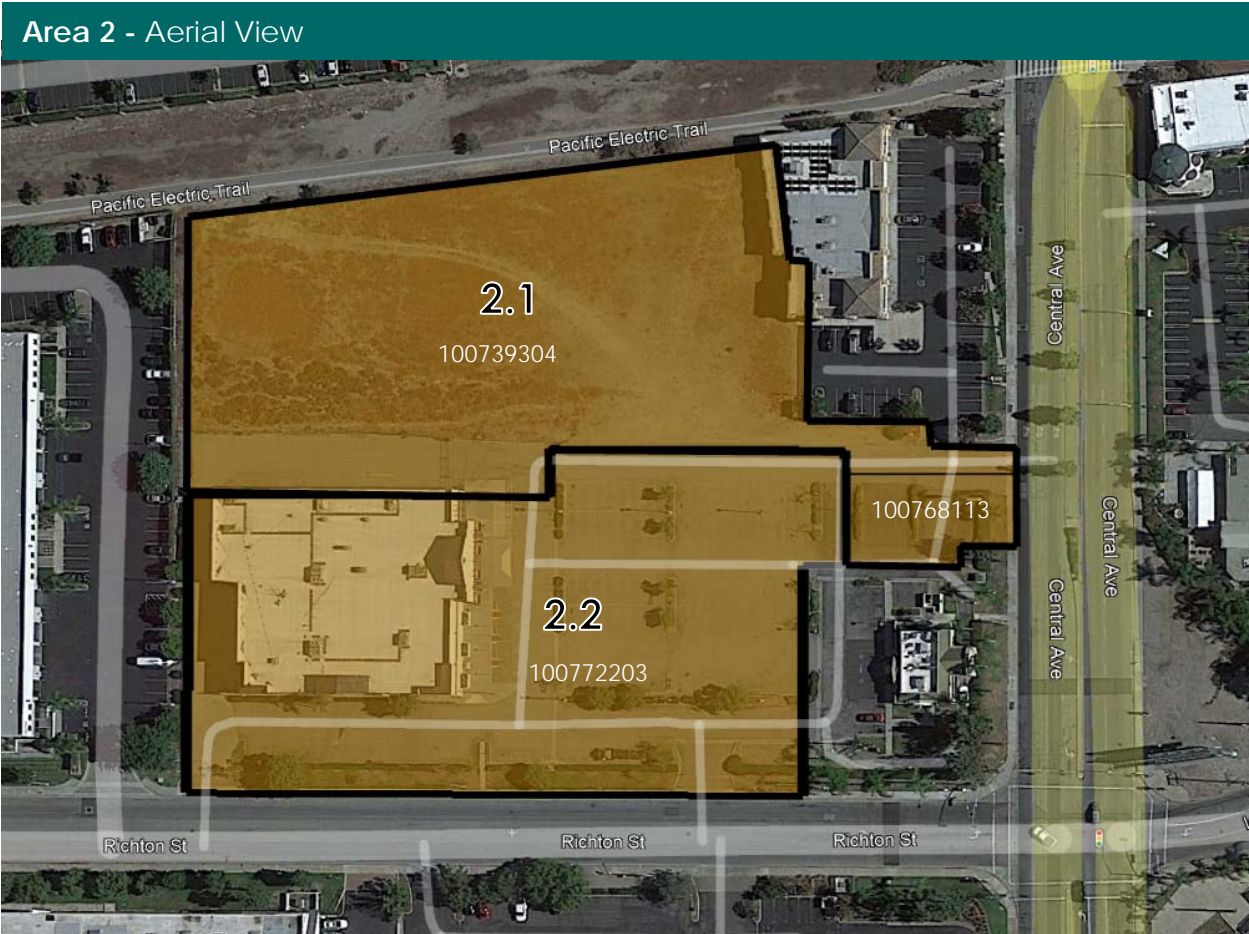 Area 2 - Aerial View
Pacific Electric Trail
Pacific Electric Trail
2.1
100739304
Central Ave
100768113
Central Ave
2.2
Central Ave
100772203
Richton St
Richton St
Richton St